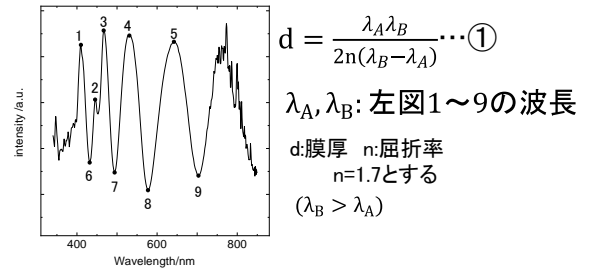 intensity /a.u.
1
2
3
4
5
6
7
8
9
400
600
800
Wavelength/nm
d = λAλB / 2n(λB−λA) …①
λA, λB: 左図1～9の波長
d:膜厚 n:屈折率
n=1.7とする
(λB > λA)